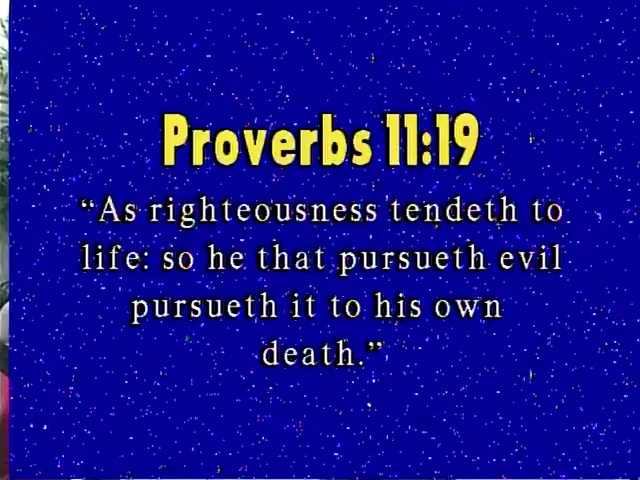 Proverbs 11:19
“As righteousness tendeth to
life: so he that pursueth evil
pursueth it to his own
death.”